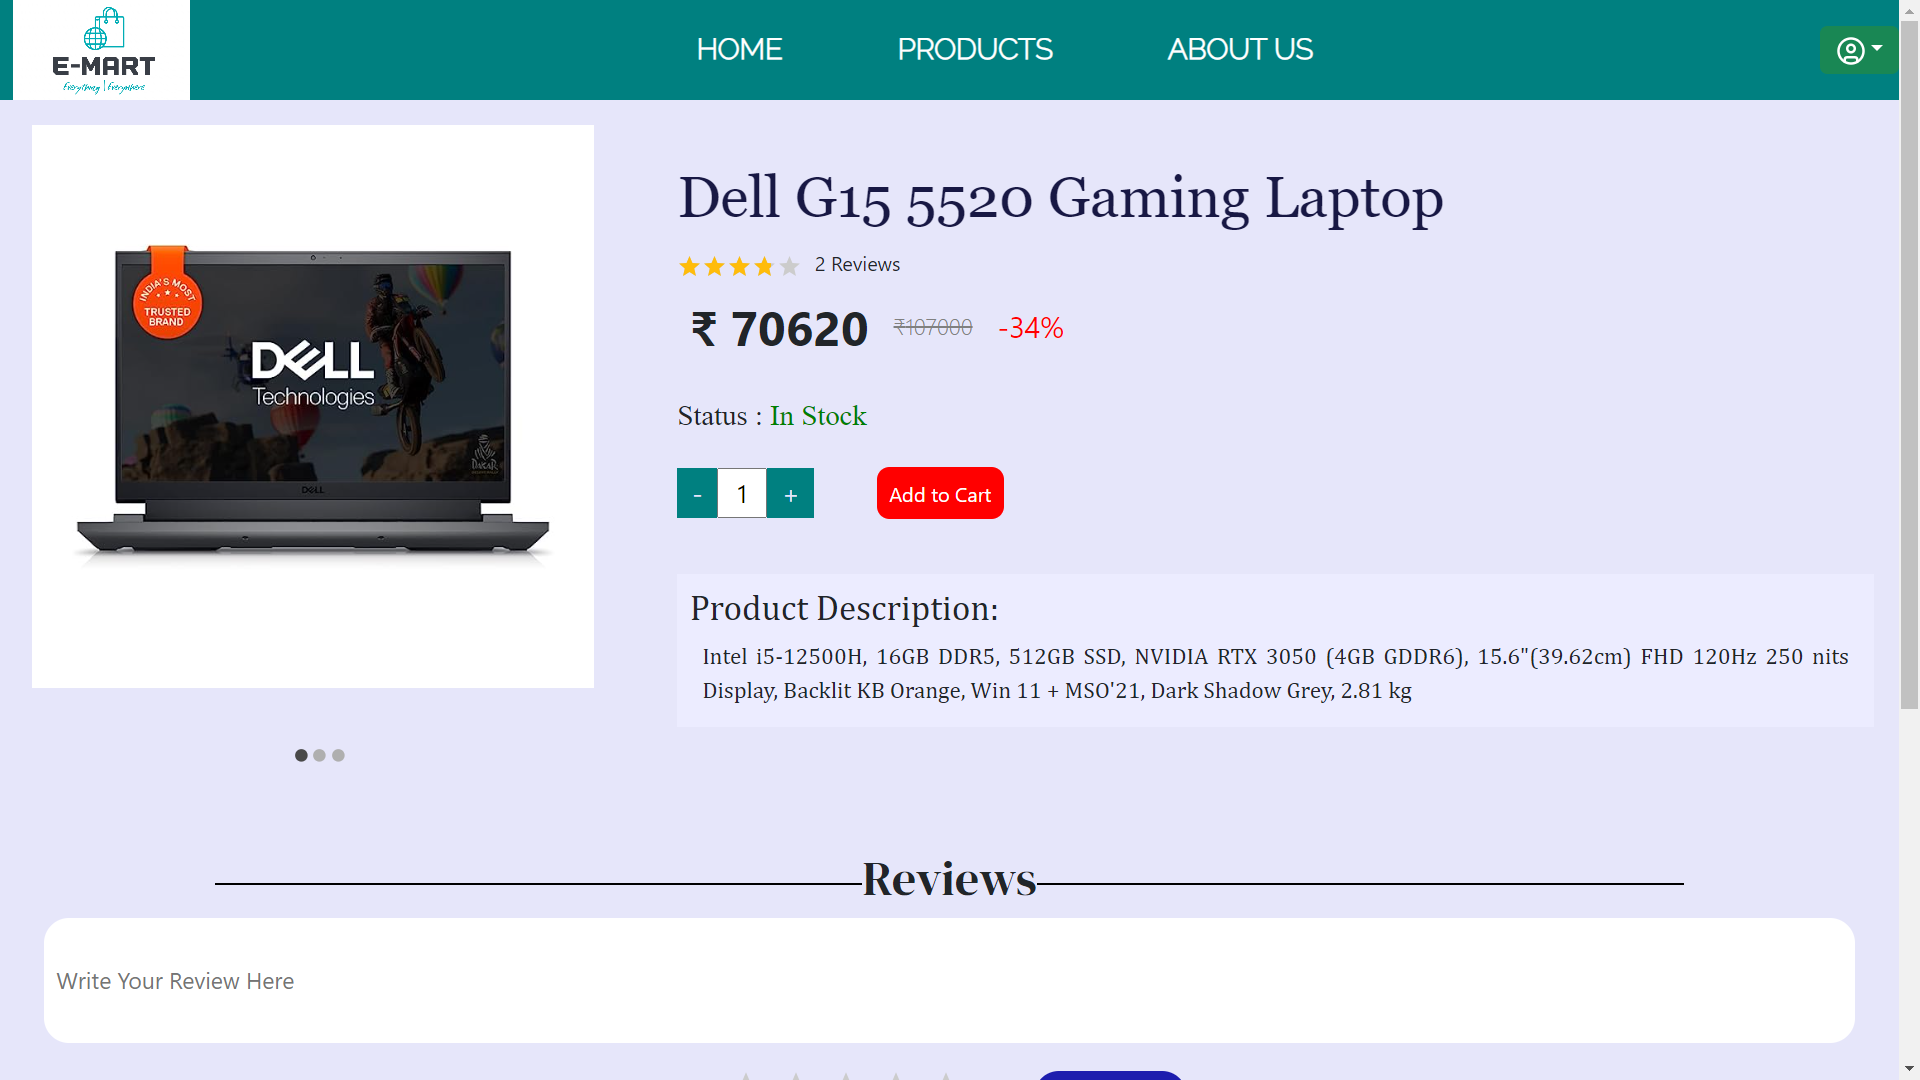 E-MART
Everything | Everywhere
HOME
PRODUCTS
ABOUT US
INDIA'S MOST
TRUSTED
BRAND
DELL
Technologies
DAKAR
DELL
Dell G15 5520 Gaming Laptop
2 Reviews
₹ 70620 ₹107000 -34%
Status : In Stock
- 1 +
Add to Cart
Product Description:
Intel i5-12500H, 16GB DDR5, 512GB SSD, NVIDIA RTX 3050 (4GB GDDR6), 15.6"(39.62cm) FHD 120Hz 250 nits
Display, Backlit KB Orange, Win 11 + MSO'21, Dark Shadow Grey, 2.81 kg
Reviews
Write Your Review Here